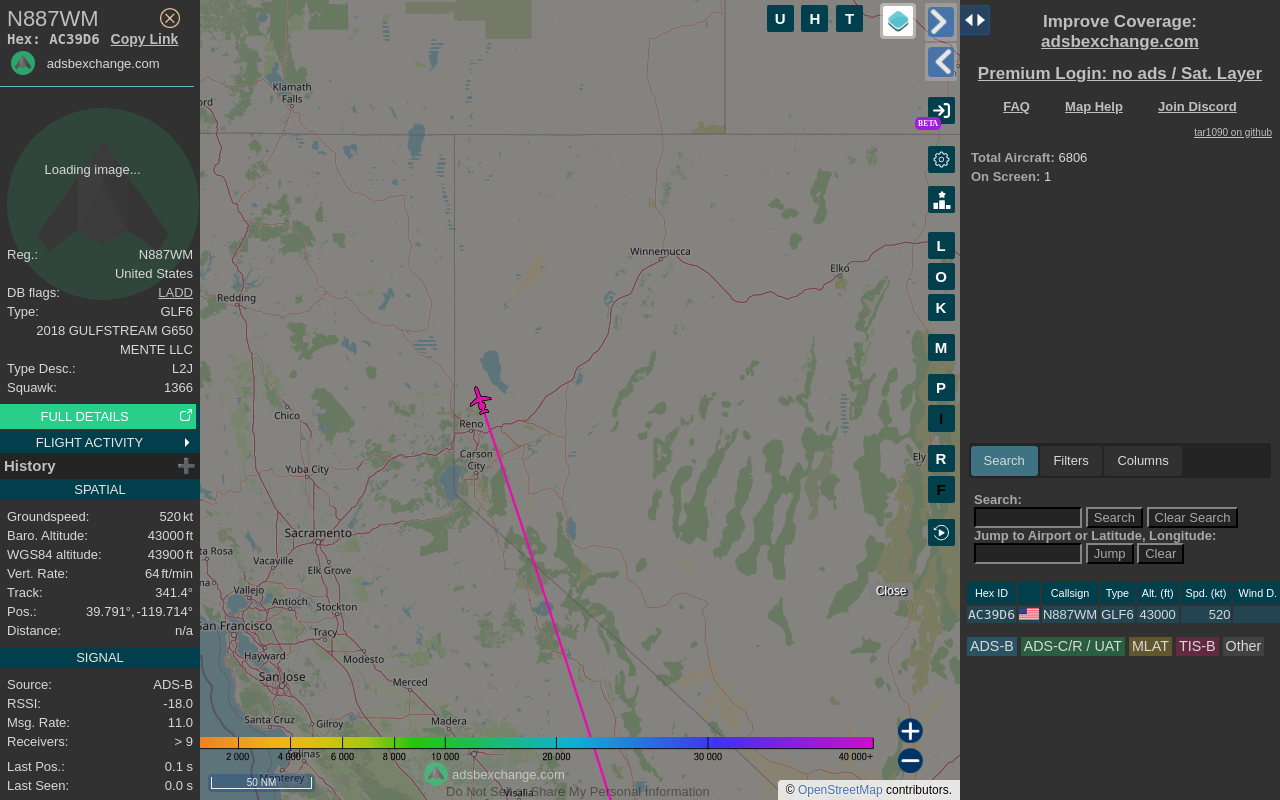 N887WM
Hex: AC39D6 Copy Link
adsbexchange.com
Loading image...
Reg.: N887WM
United States
DB flags: LADD
Type: GLF6
2018 GULFSTREAM G650
MENTE LLC
Type Desc.: L2J
Squawk: 1366
FULL DETAILS
FLIGHT ACTIVITY
History
SPATIAL
Groundspeed: 520 kt
Baro. Altitude: 43000 ft
WGS84 altitude: 43900 ft
Vert. Rate: 64 ft/min
Track: 341.4°
Pos.: 39.791°, -119.714°
Distance: n/a
SIGNAL
Source: ADS-B
RSSI: -18.0
Msg. Rate: 11.0
Receivers: > 9
Last Pos.: 0.1 s
Last Seen: 0.0 s
U H T
BETA
L
O
K
M
P
I
R
F
Klamath
Falls
Winnemucca
Elko
Redding
Chico
Reno
Carson
City
Yuba City
Ely
Sacramento
ta Rosa
Vacaville
Elk Grove
Vallejo
Antioch
Stockton
San Francisco
Tracy
Hayward
Modesto
San Jose
Merced
Santa Cruz
Gilroy
Madera
Salinas
Monterey
Visalia
Close
2 000 4 000 6 000 8 000 10 000 20 000 30 000 40 000+
50 NM
adsbexchange.com
Do Not Sell or Share My Personal Information
© OpenStreetMap contributors.
Improve Coverage:
adsbexchange.com
Premium Login: no ads / Sat. Layer
FAQ Map Help Join Discord
tar1090 on github
Total Aircraft: 6806
On Screen: 1
Search Filters Columns
Search:
Search Clear Search
Jump to Airport or Latitude, Longitude:
Jump Clear
Hex ID Callsign Type Alt. (ft) Spd. (kt) Wind D.
AC39D6 N887WM GLF6 43000 520
ADS-B ADS-C/R / UAT MLAT TIS-B Other